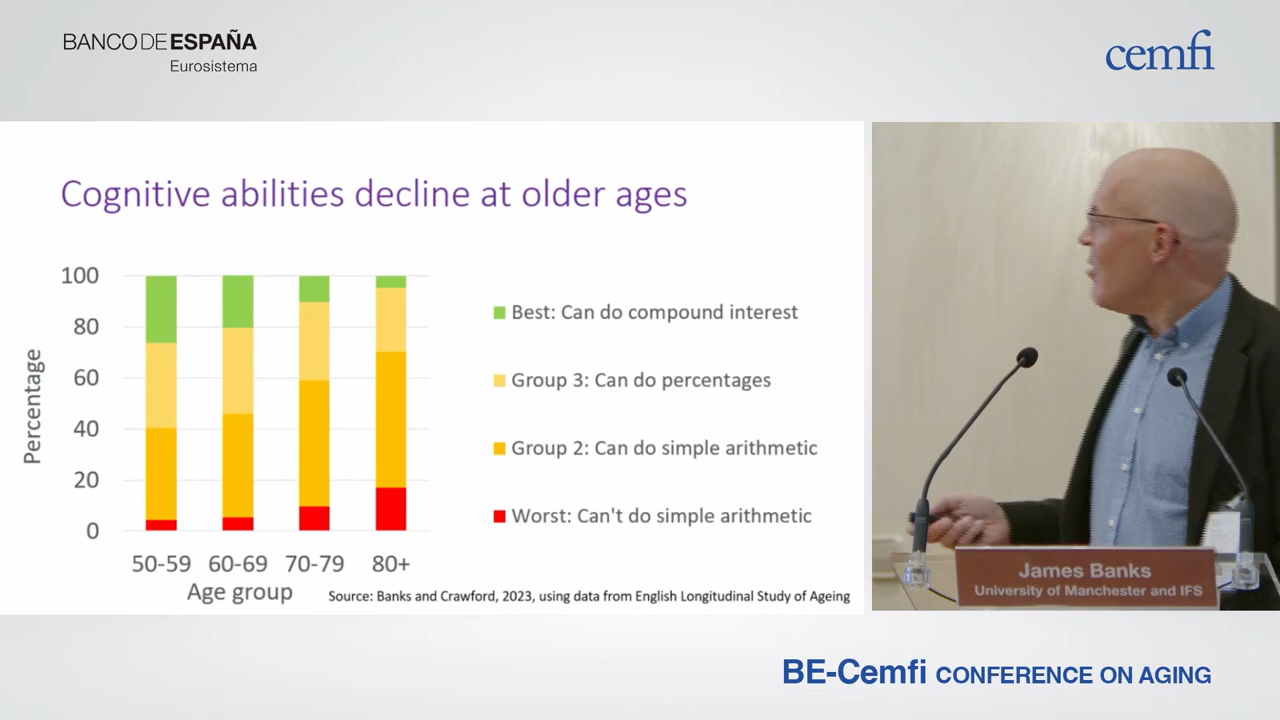 BANCO DE ESPAÑA
Eurosistema
cemfi
Cognitive abilities decline at older ages
100
80
60
40
20
0
Percentage
50-59 60-69 70-79 80+
Age group
Best: Can do compound interest
Group 3: Can do percentages
Group 2: Can do simple arithmetic
Worst: Can't do simple arithmetic
Source: Banks and Crawford, 2023, using data from English Longitudinal Study of Ageing
James Banks
University of Manchester and IFS
BE-Cemfi CONFERENCE ON AGING